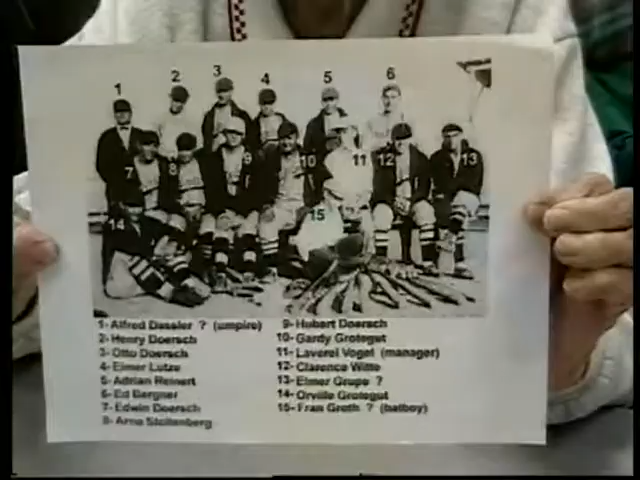 1 2 3 4 5 6
7 8 9 10 11 12 13
14 15
1- Alfred Dassler ? (umpire)
2- Henry Doersch
3- Otto Doersch
4- Elmer Lutze
5- Adrian Reinert
6- Ed Bergner
7- Edwin Doersch
8- Arno Stoltenberg
9- Hubert Doersch
10- Gardy Grotegut
11- Laverel Vogel (manager)
12- Clarence Witte
13- Elmer Grupe ?
14- Orville Grotegut
15- Fran Groth ? (batboy)